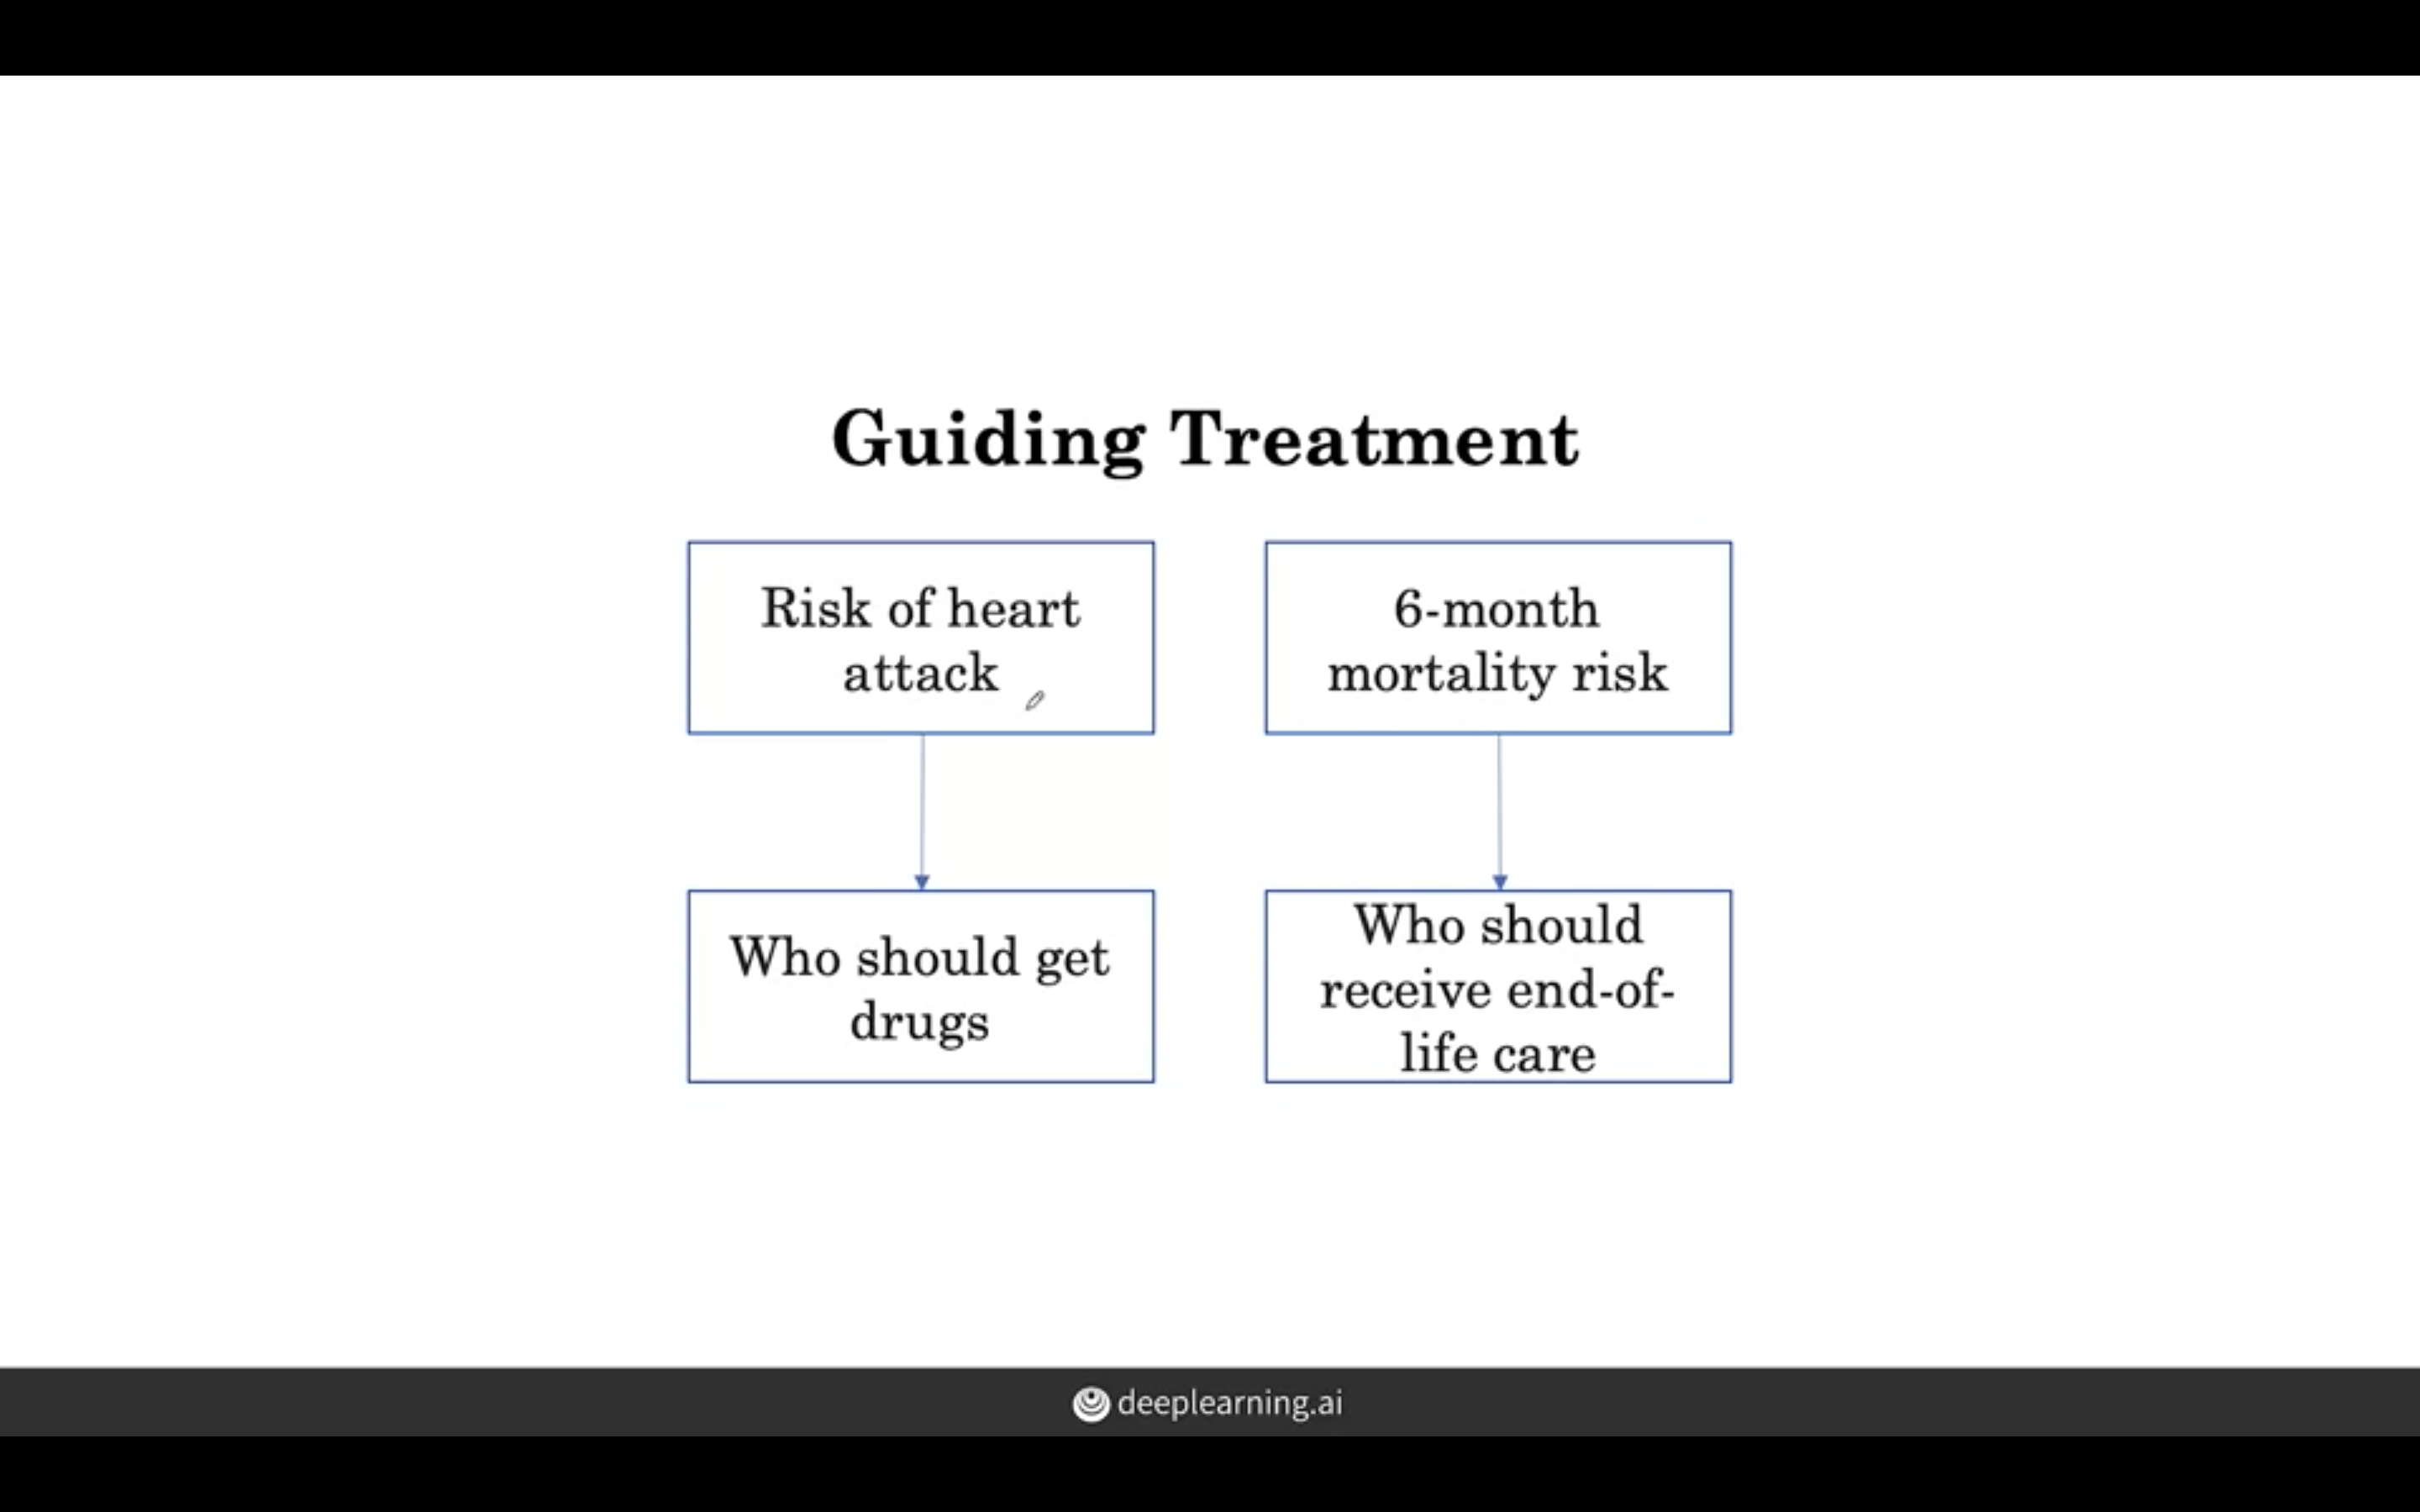 Guiding Treatment
Risk of heart
attack
6-month
mortality risk
Who should get
drugs
Who should
receive end-of-
life care
deeplearning.ai